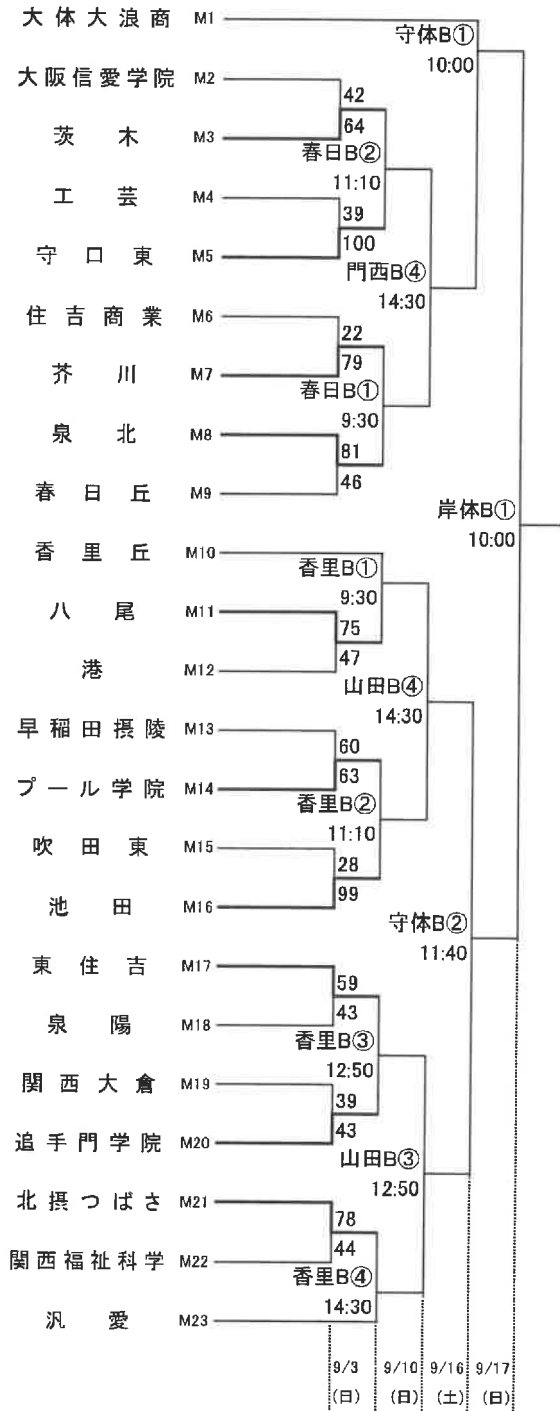 大体大浪商 M1
守体B①
10:00
大阪信愛学院 M2
42
茨木 M3
64
春日B②
11:10
工芸 M4
39
守口東 M5
100
門西B④
14:30
住吉商業 M6
22
芥川 M7
79
春日B①
9:30
泉北 M8
81
春日丘 M9
46
岸体B①
10:00
香里丘 M10
香里B①
9:30
八尾 M11
75
港 M12
47
山田B④
14:30
早稲田摂陵 M13
60
プール学院 M14
63
香里B②
11:10
吹田東 M15
28
池田 M16
99
守体B②
11:40
東住吉 M17
59
泉陽 M18
43
香里B③
12:50
関西大倉 M19
39
追手門学院 M20
43
山田B③
12:50
北摂つばさ M21
78
関西福祉科学 M22
44
香里B④
14:30
汎愛 M23
9/3 9/10 9/16 9/17
(日) (日) (土) (日)